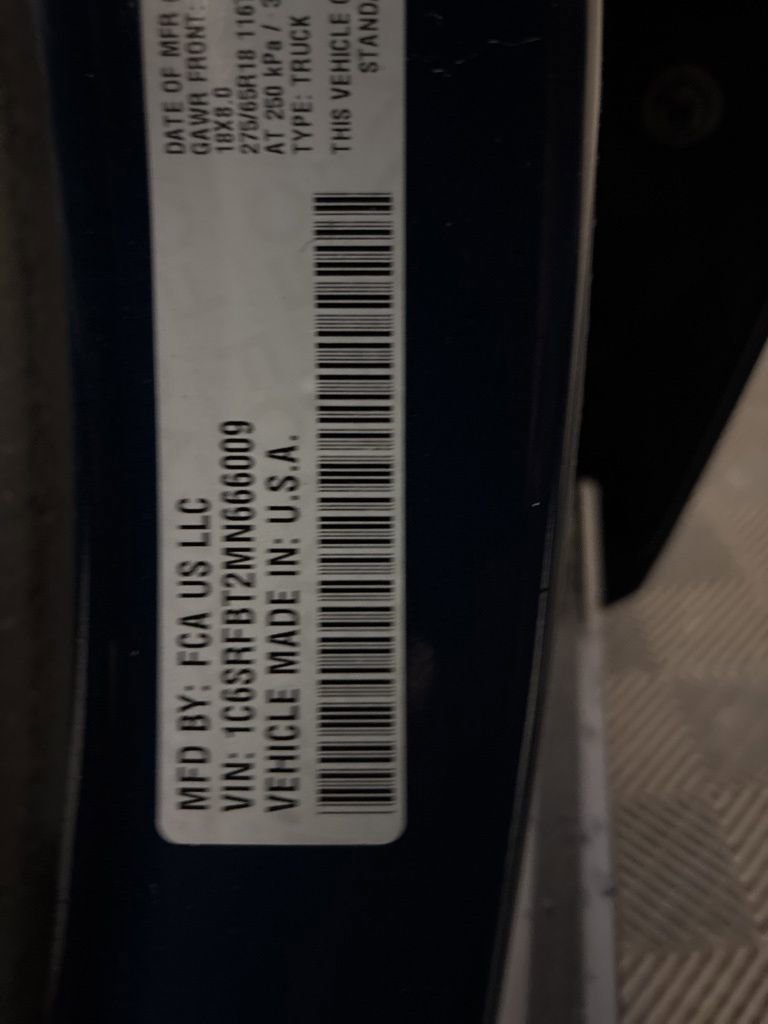 MFD BY: FCA US LLC
VIN: 1C6SRFBT2MN666009
VEHICLE MADE IN: U.S.A.
DATE OF MFR
GAWR FRONT:
18X8.0
275/65R18 116T
AT 250 kPa /
TYPE: TRUCK
THIS VEHICLE